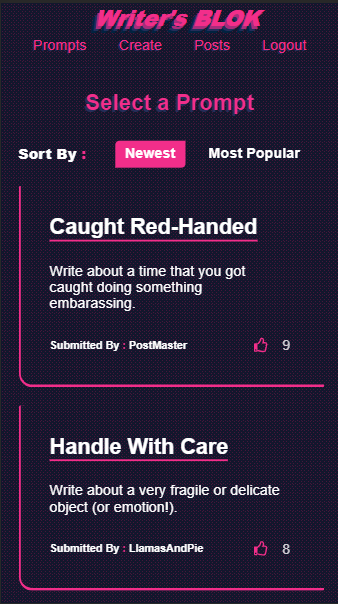 Writer's BLOK
Prompts Create Posts Logout
Select a Prompt
Sort By : Newest Most Popular
Caught Red-Handed
Write about a time that you got
caught doing something
embarassing.
Submitted By : PostMaster 9
Handle With Care
Write about a very fragile or delicate
object (or emotion!).
Submitted By : LlamasAndPie 8